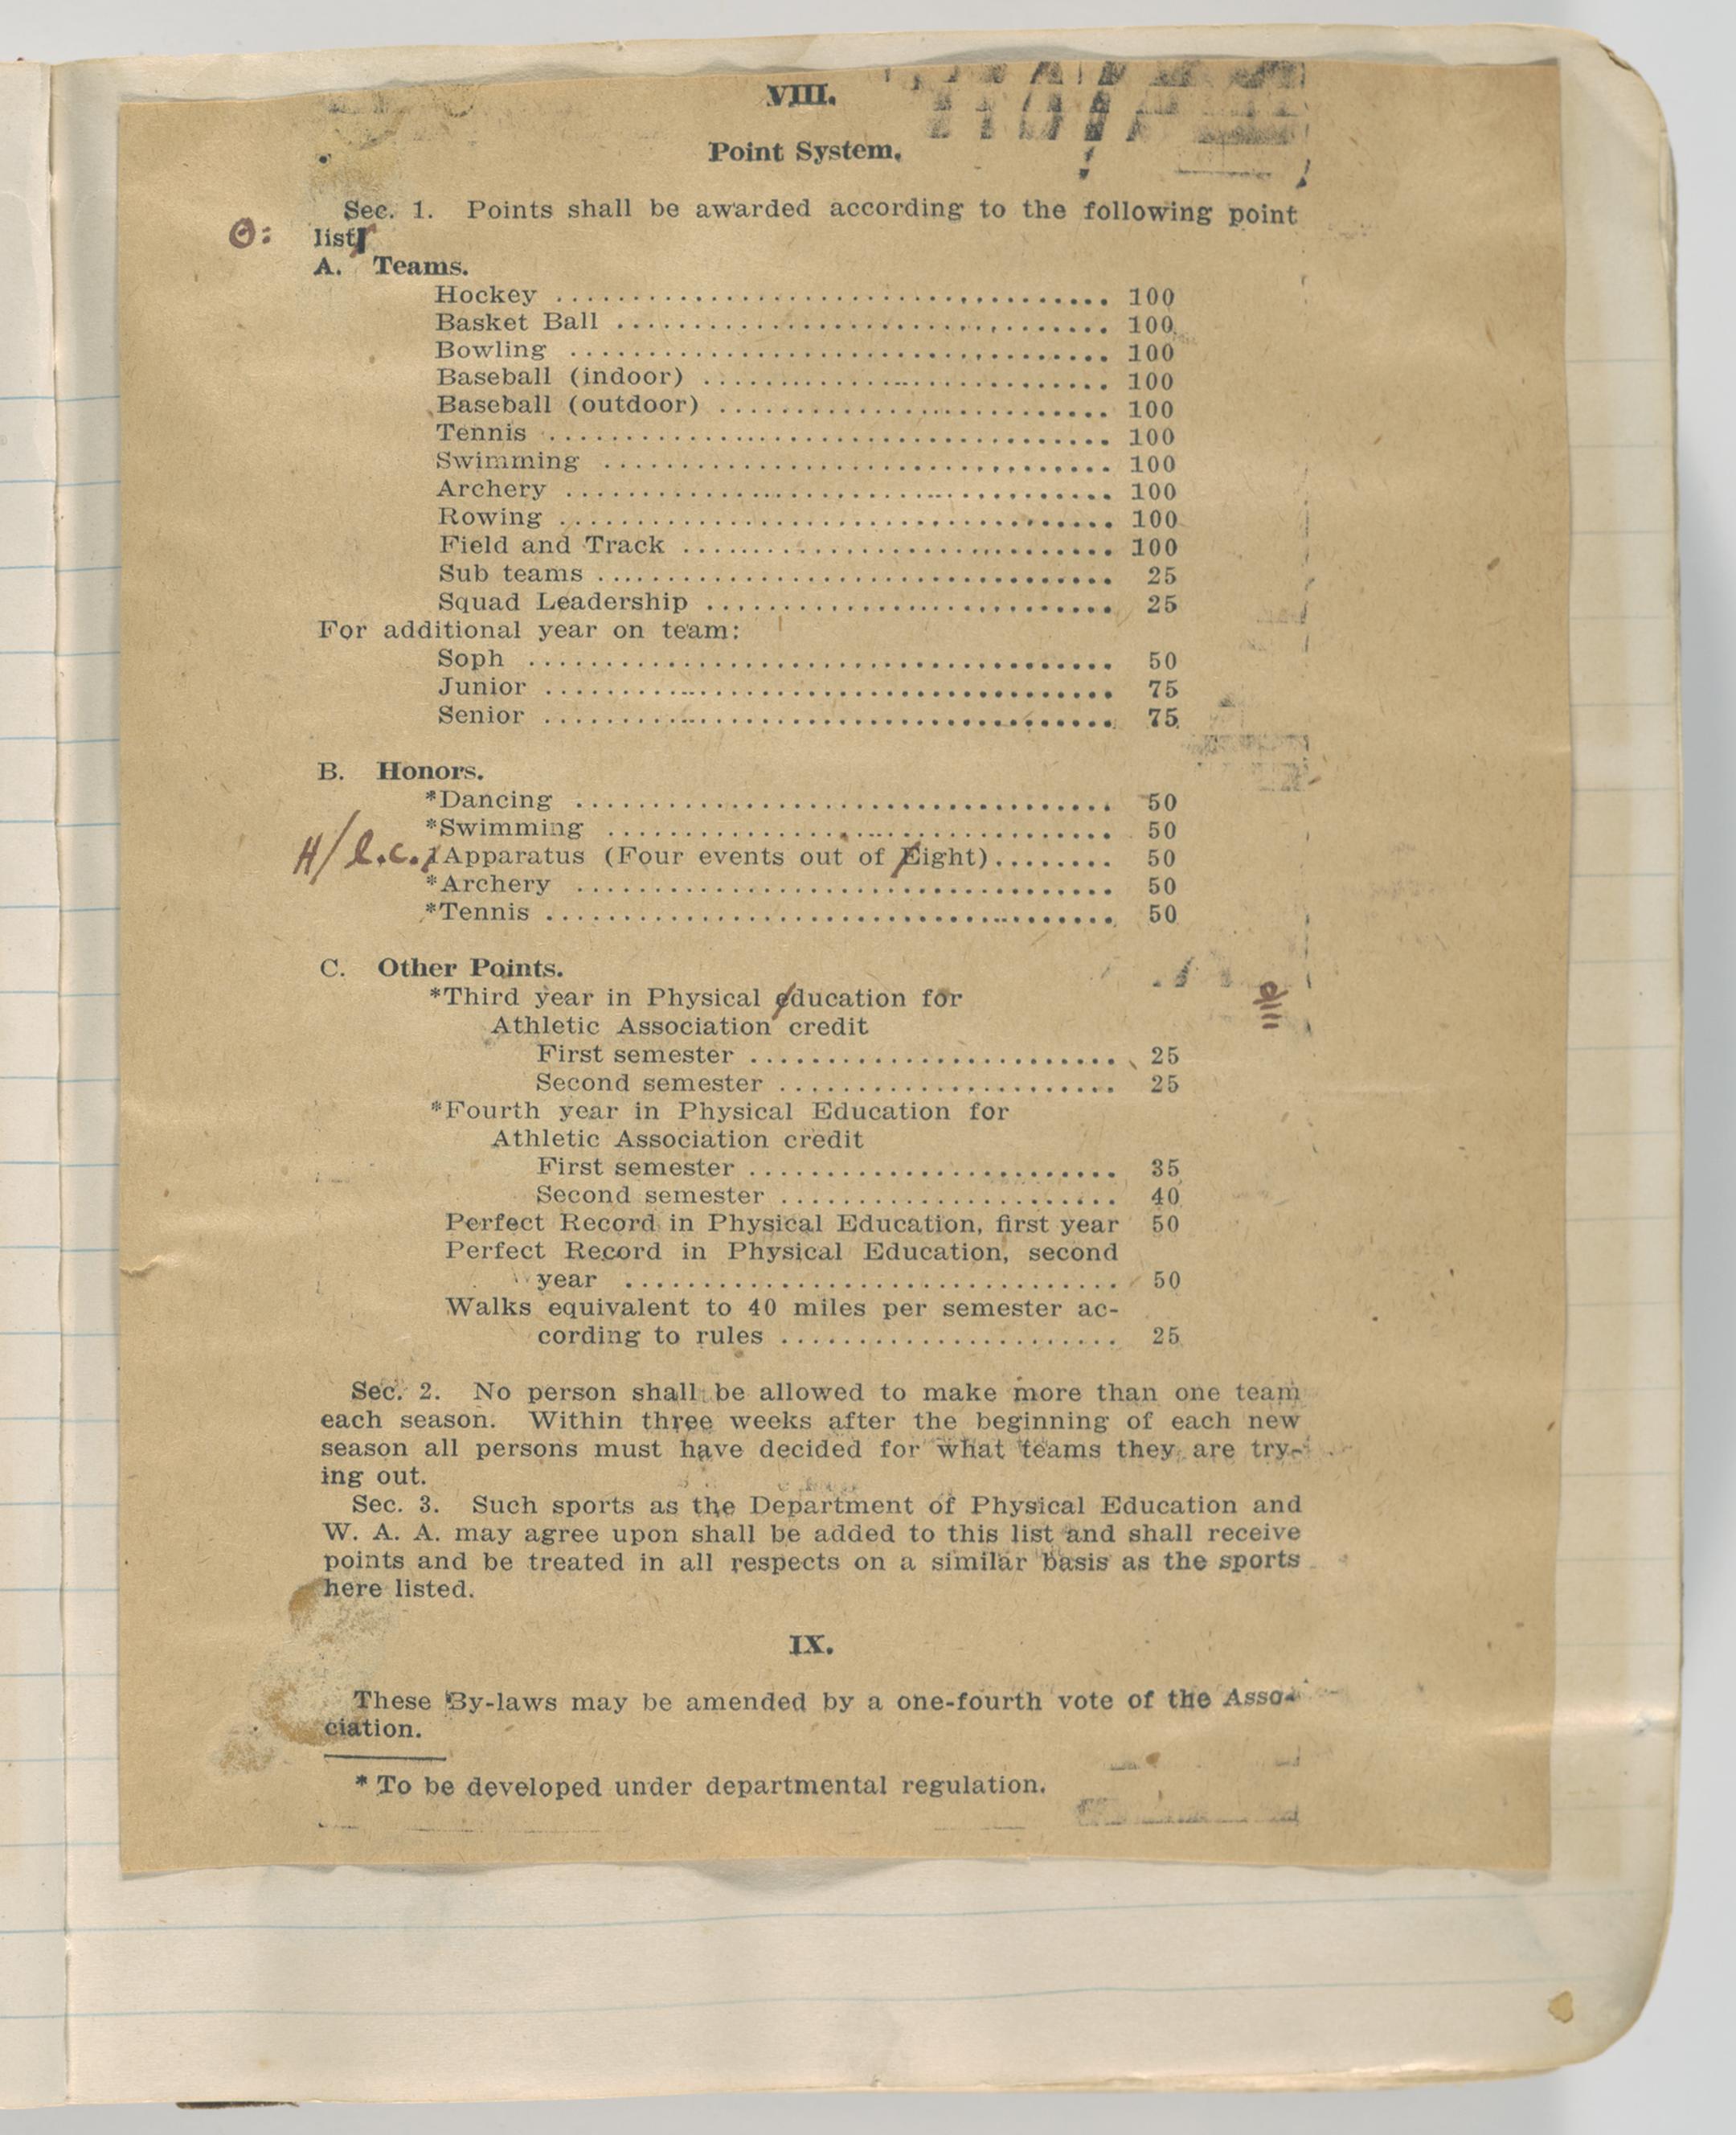 VIII.
Point System.
Sec. 1. Points shall be awarded according to the following point
list
A. Teams.
Hockey ........................................ 100
Basket Ball ................................... 100
Bowling ....................................... 100
Baseball (indoor) ............................. 100
Baseball (outdoor) ............................ 100
Tennis ........................................ 100
Swimming ...................................... 100
Archery ....................................... 100
Rowing ........................................ 100
Field and Track ............................... 100
Sub teams ..................................... 25
Squad Leadership .............................. 25
For additional year on team:
Soph .......................................... 50
Junior ........................................ 75
Senior ........................................ 75
B. Honors.
*Dancing ...................................... 50
*Swimming ..................................... 50
H/ l.c. Apparatus (Four events out of Eight)........ 50
*Archery ...................................... 50
*Tennis ....................................... 50
C. Other Points.
*Third year in Physical education for
Athletic Association credit
First semester ........................ 25
Second semester ...................... 25
*Fourth year in Physical Education for
Athletic Association credit
First semester ........................ 35
Second semester ...................... 40
Perfect Record in Physical Education, first year 50
Perfect Record in Physical Education, second
year ................................ 50
Walks equivalent to 40 miles per semester ac-
cording to rules ...................... 25
Sec. 2. No person shall be allowed to make more than one team
each season. Within three weeks after the beginning of each new
season all persons must have decided for what teams they are try-
ing out.
Sec. 3. Such sports as the Department of Physical Education and
W. A. A. may agree upon shall be added to this list and shall receive
points and be treated in all respects on a similar basis as the sports
here listed.
IX.
These By-laws may be amended by a one-fourth vote of the Asso-
ciation.
* To be developed under departmental regulation.